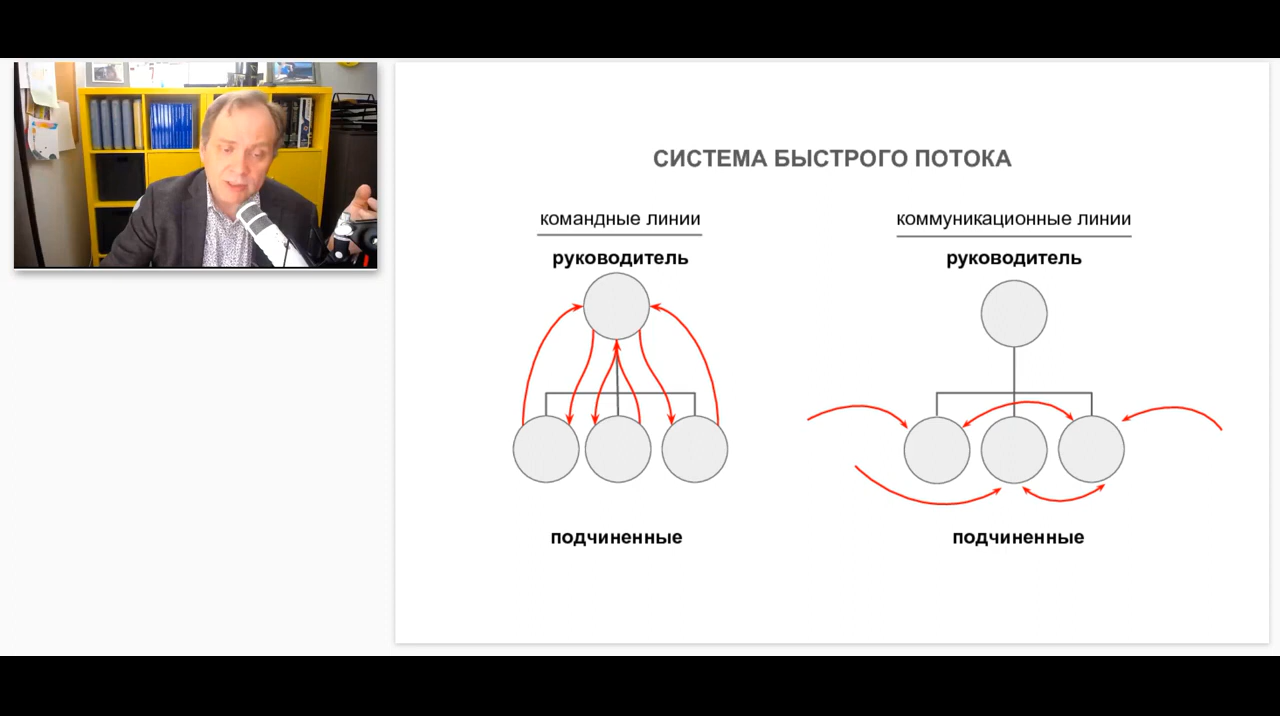 СИСТЕМА БЫСТРОГО ПОТОКА
командные линии
руководитель
подчиненные
коммуникационные линии
руководитель
подчиненные